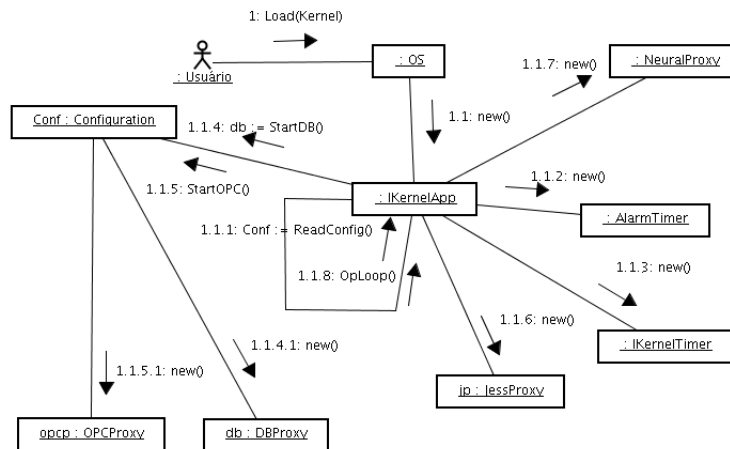 1: Load(Kernel)
: Usuário
: OS
1.1.7: new()
: NeuralProxy
Conf : Configuration
1.1.4: db := StartDB()
1.1: new()
1.1.5: StartOPC()
: IKernelApp
1.1.2: new()
: AlarmTimer
1.1.1: Conf := ReadConfig()
1.1.8: OpLoop()
1.1.3: new()
1.1.6: new()
: IKernelTimer
1.1.5.1: new()
1.1.4.1: new()
jp : JessProxy
opcp : OPCProxy
db : DBProxy